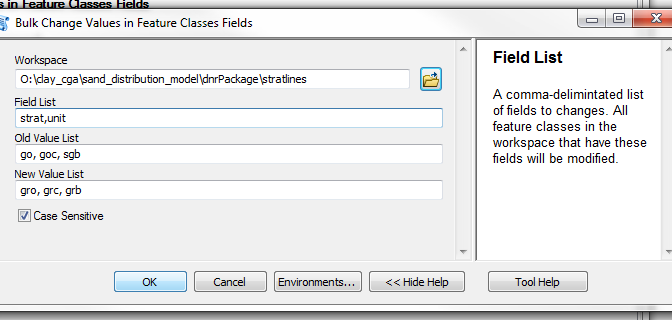 s in Feature Classes Fields
Bulk Change Values in Feature Classes Fields
Workspace
O:\clay_cga\sand_distribution_model\dnrPackage\stratlines
Field List
strat,unit
Old Value List
go, goc, sgb
New Value List
gro, grc, grb
Case Sensitive
OK
Cancel
Environments...
<< Hide Help
Field List
A comma-delimintated list
of fields to changes. All
feature classes in the
workspace that have these
fields will be modified.
Tool Help